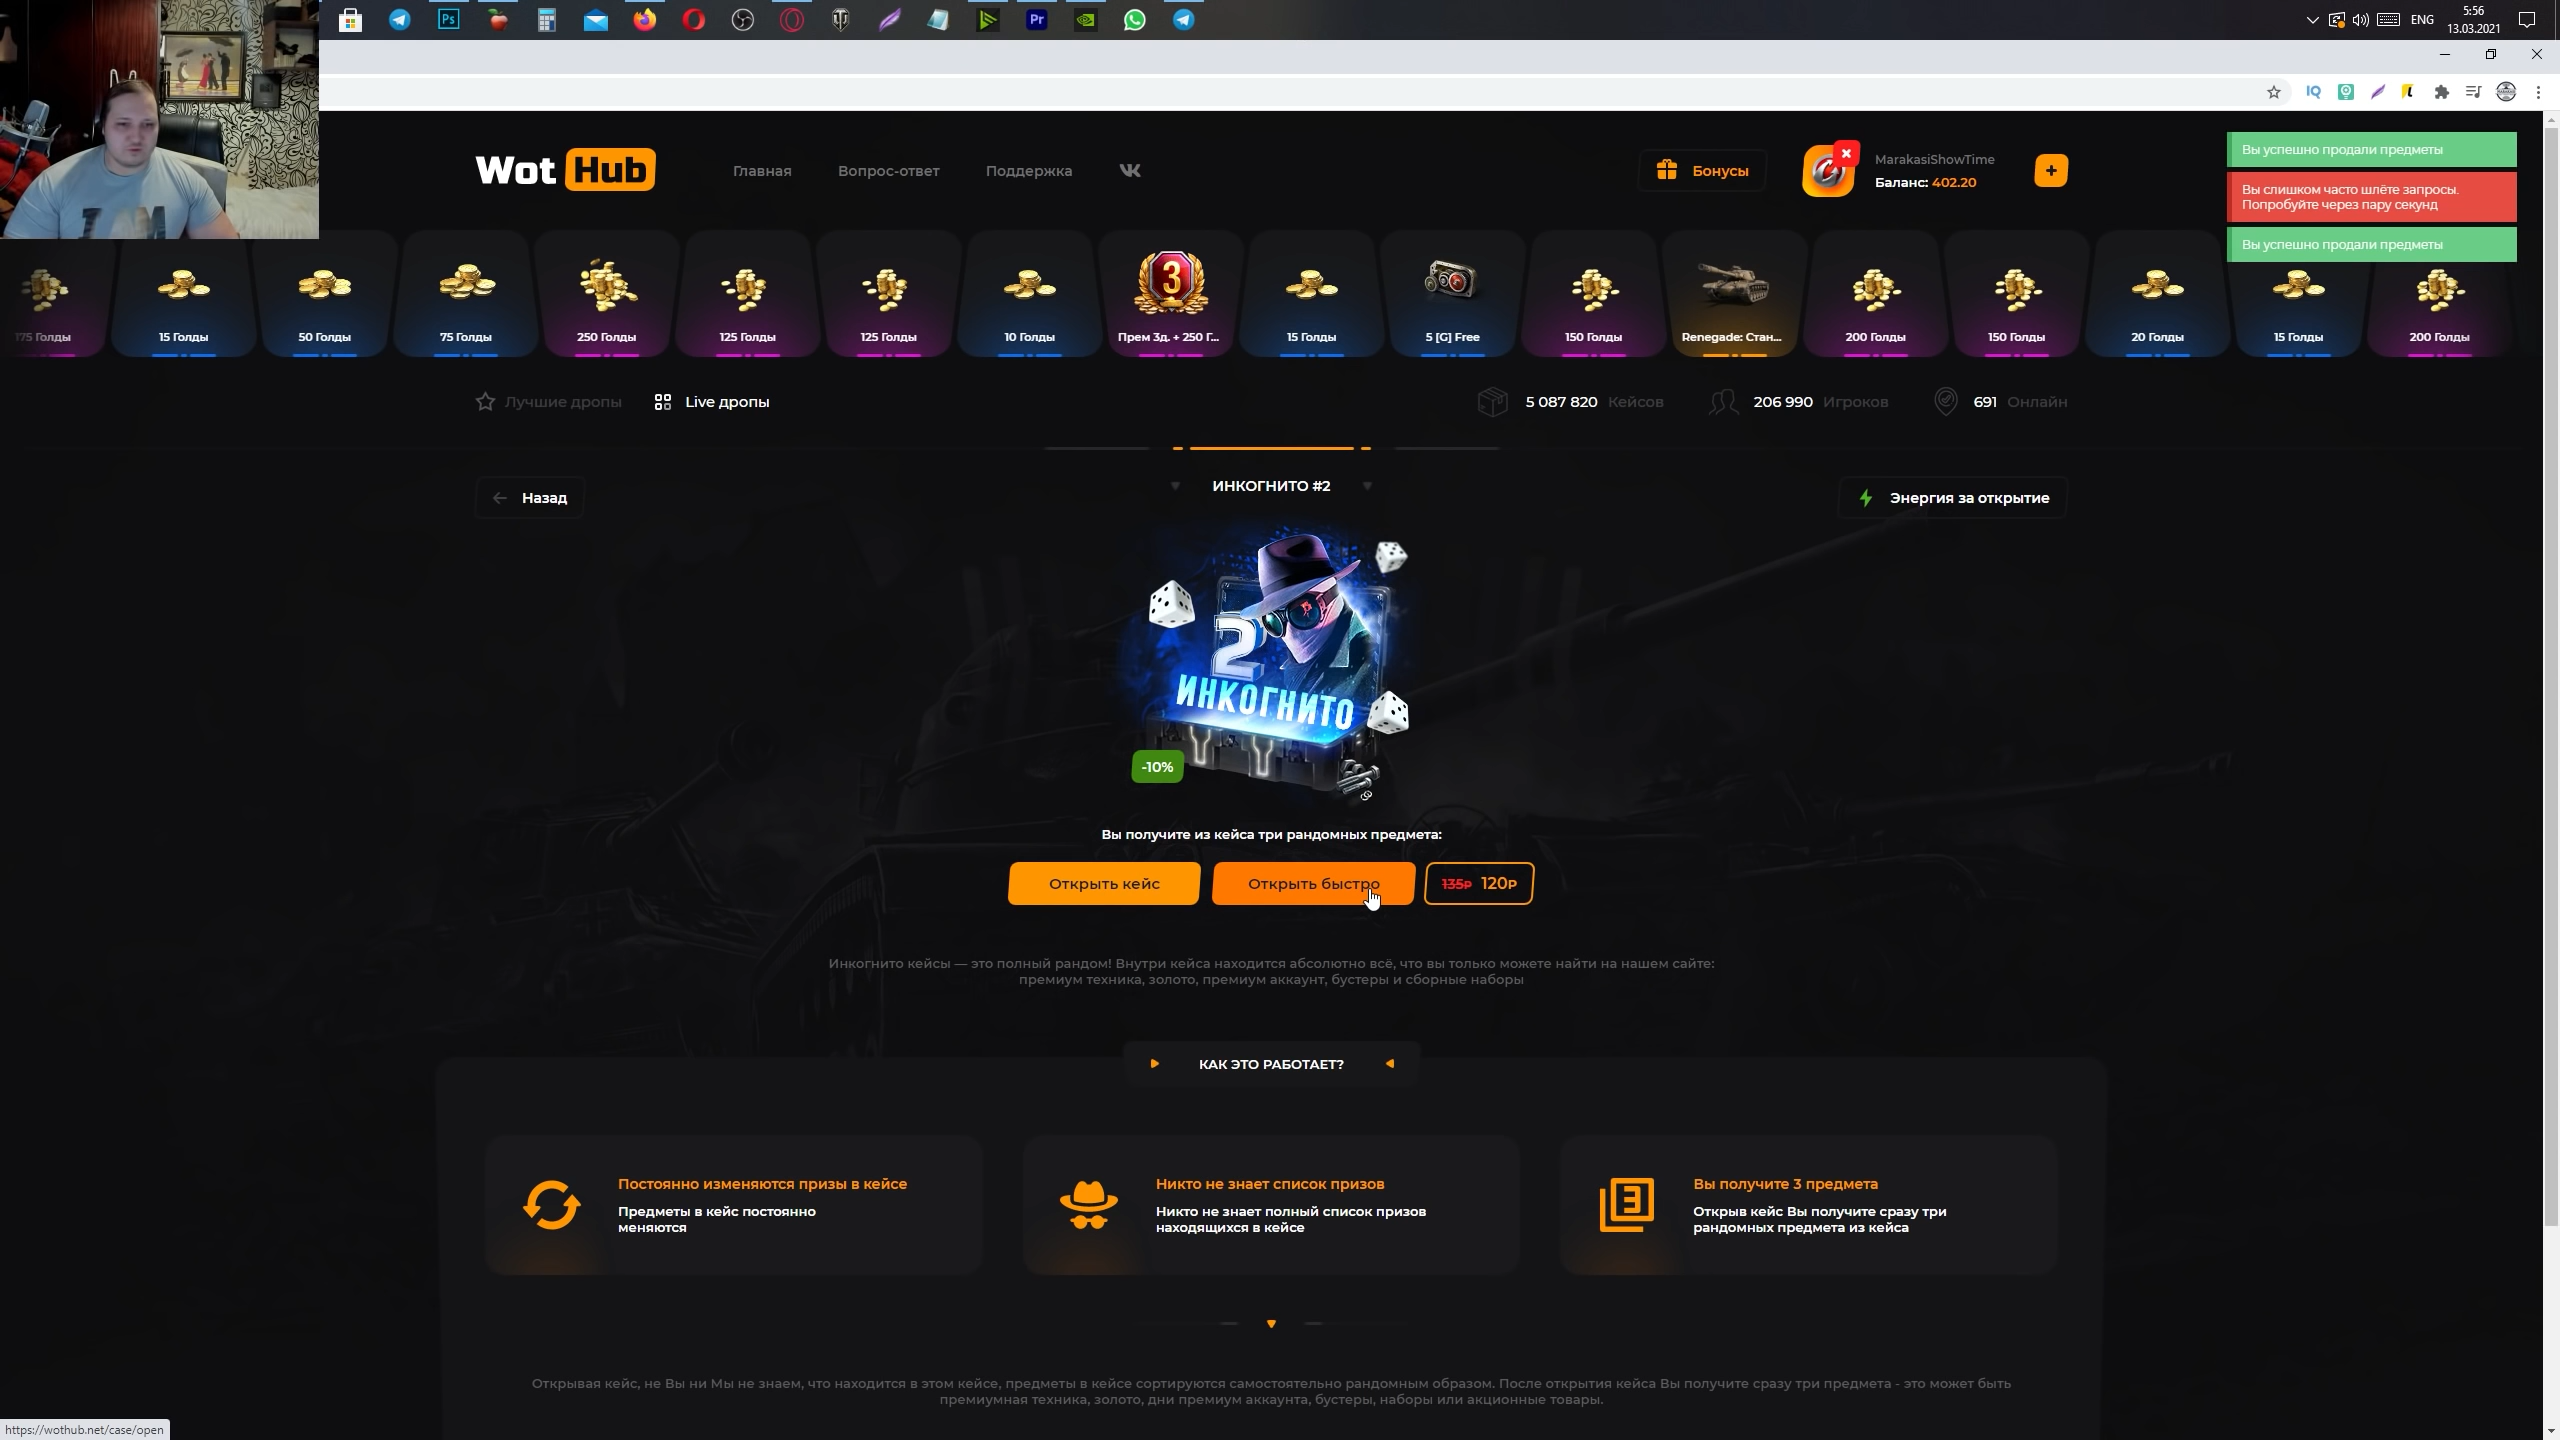 Ps
Pr
ENG
5:56
13.03.2021
IQ
Wot Hub
Главная
Вопрос-ответ
Поддержка
Бонусы
MarakasiShowTime
Баланс: 402.20
+
Вы успешно продали предметы
Вы слишком часто шлёте запросы.
Попробуйте через пару секунд
Вы успешно продали предметы
175 Голды
15 Голды
50 Голды
75 Голды
250 Голды
125 Голды
125 Голды
10 Голды
3
Прем 3д. + 250 Г...
15 Голды
5 [G] Free
150 Голды
Renegade: Стан...
200 Голды
150 Голды
20 Голды
15 Голды
200 Голды
Лучшие дропы
Live дропы
5 087 820 Кейсов
206 990 Игроков
691 Онлайн
Назад
ИНКОГНИТО #2
Энергия за открытие
2
ИНКОГНИТО
-10%
Вы получите из кейса три рандомных предмета:
Открыть кейс
Открыть быстро
135₽ 120₽
Инкогнито кейсы — это полный рандом! Внутри кейса находится абсолютно всё, что вы только можете найти на нашем сайте:
премиум техника, золото, премиум аккаунт, бустеры и сборные наборы
КАК ЭТО РАБОТАЕТ?
Постоянно изменяются призы в кейсе
Предметы в кейс постоянно
меняются
Никто не знает список призов
Никто не знает полный список призов
находящихся в кейсе
3
Вы получите 3 предмета
Открыв кейс Вы получите сразу три
рандомных предмета из кейса
Открывая кейс, не Вы ни Мы не знаем, что находится в этом кейсе, предметы в кейсе сортируются самостоятельно рандомным образом. После открытия кейса Вы получите сразу три предмета - это может быть
премиумная техника, золото, дни премиум аккаунта, бустеры, наборы или акционные товары.
https://wothub.net/case/open